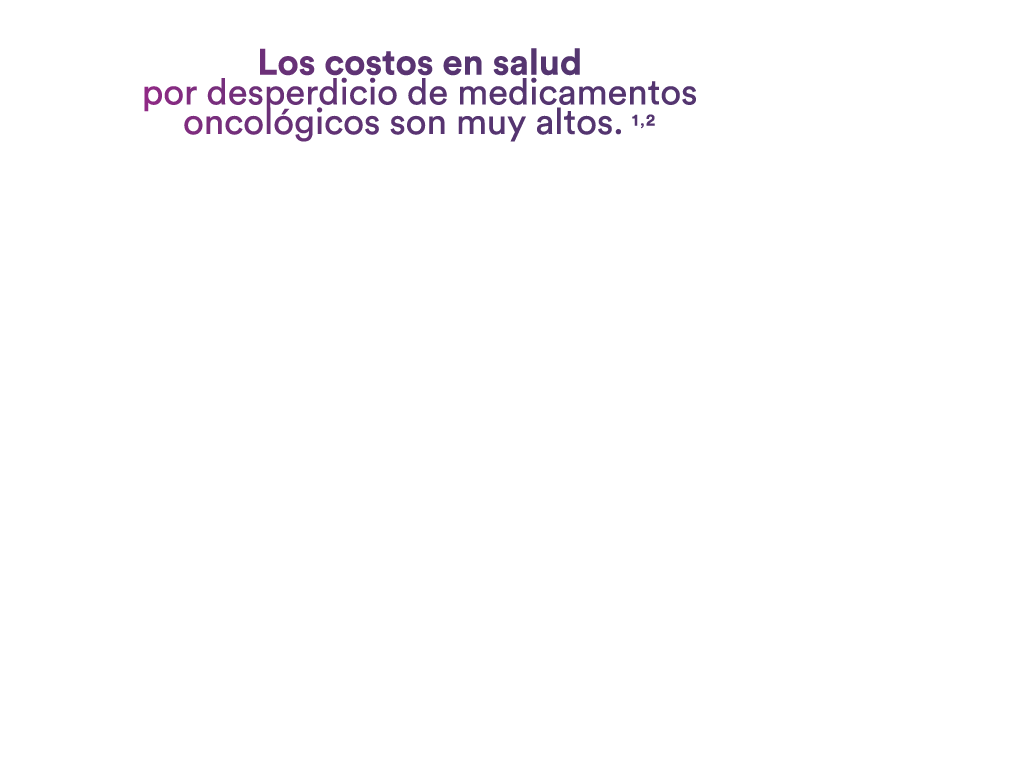 Los costos en salud
por desperdicio de medicamentos
oncológicos son muy altos. 1,2